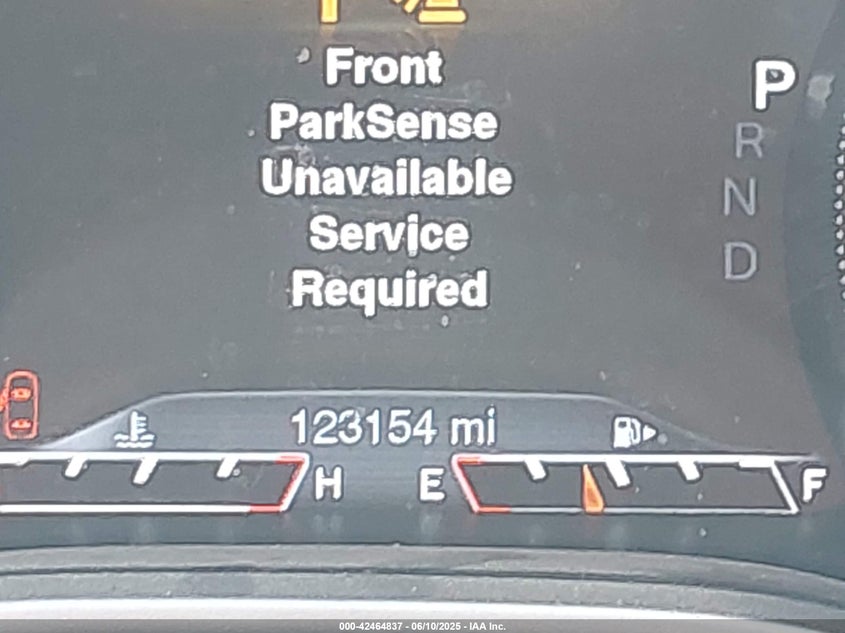 Front
ParkSense
Unavailable
Service
Required
P
R
N
D
123154 mi
H
E
F
000-42464837 - 06/10/2025 - IAA Inc.